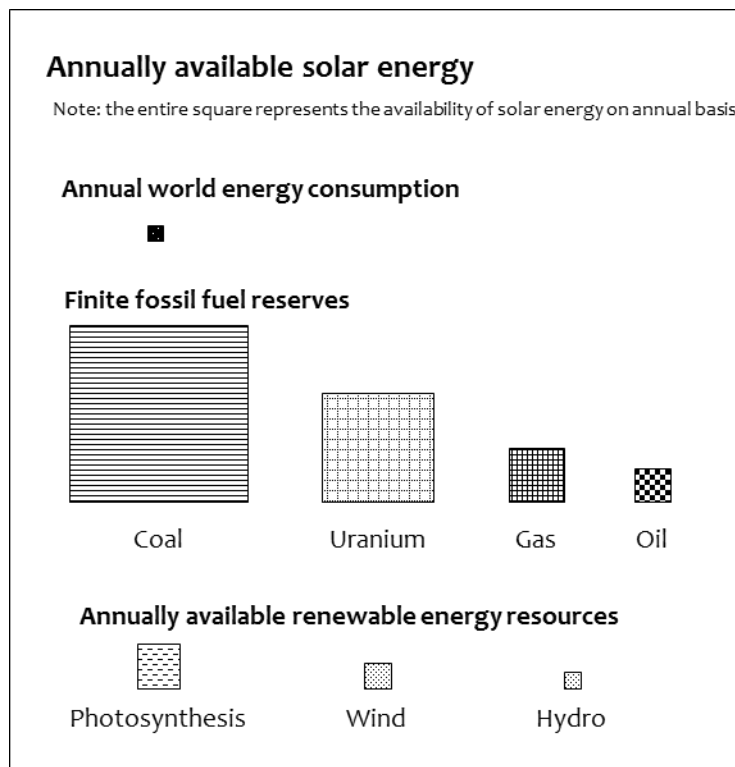 Annually available solar energy
Note: the entire square represents the availability of solar energy on annual basis
Annual world energy consumption
Finite fossil fuel reserves
Coal Uranium Gas Oil
Annually available renewable energy resources
Photosynthesis Wind Hydro